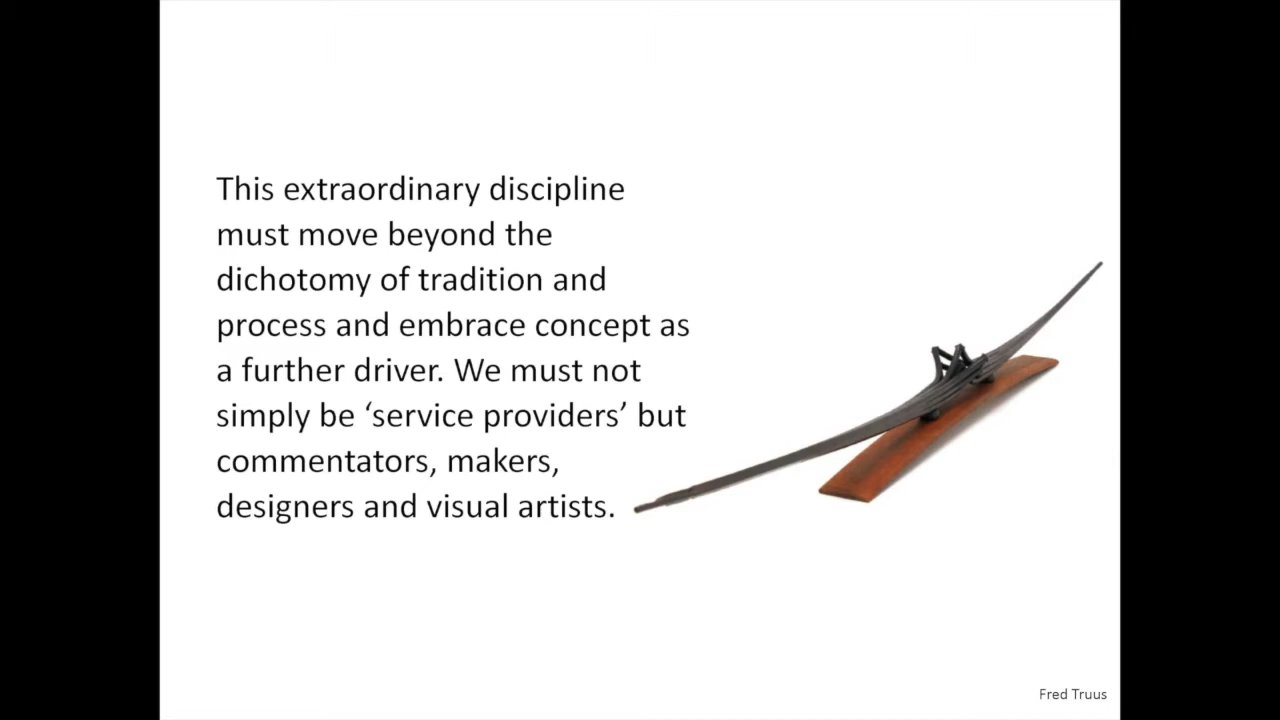 This extraordinary discipline
must move beyond the
dichotomy of tradition and
process and embrace concept as
a further driver. We must not
simply be ‘service providers’ but
commentators, makers,
designers and visual artists.
Fred Truus